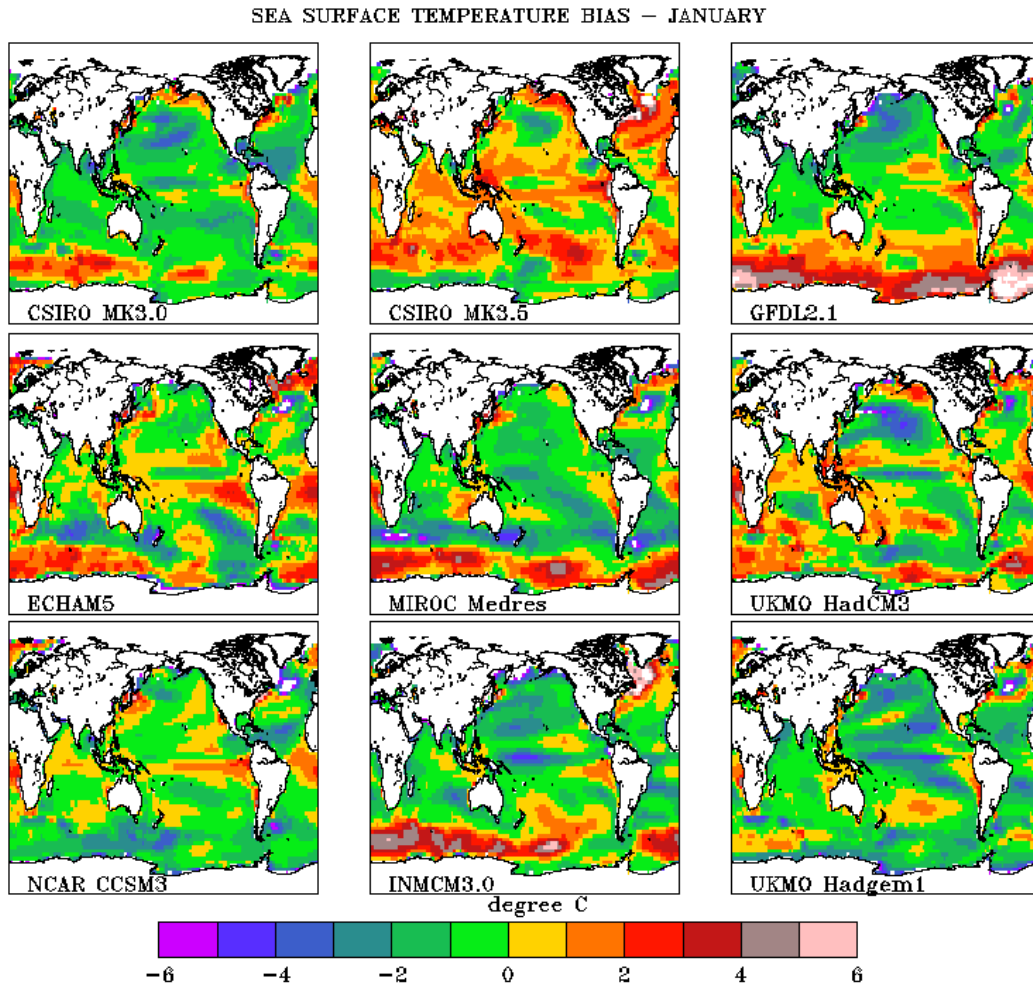 SEA SURFACE TEMPERATURE BIAS – JANUARY
CSIRO MK3.0
CSIRO MK3.5
GFDL2.1
ECHAM5
MIROC Medres
UKMO HadCM3
NCAR CCSM3
INMCM3.0
UKMO Hadgem1
degree C
−6 −4 −2 0 2 4 6